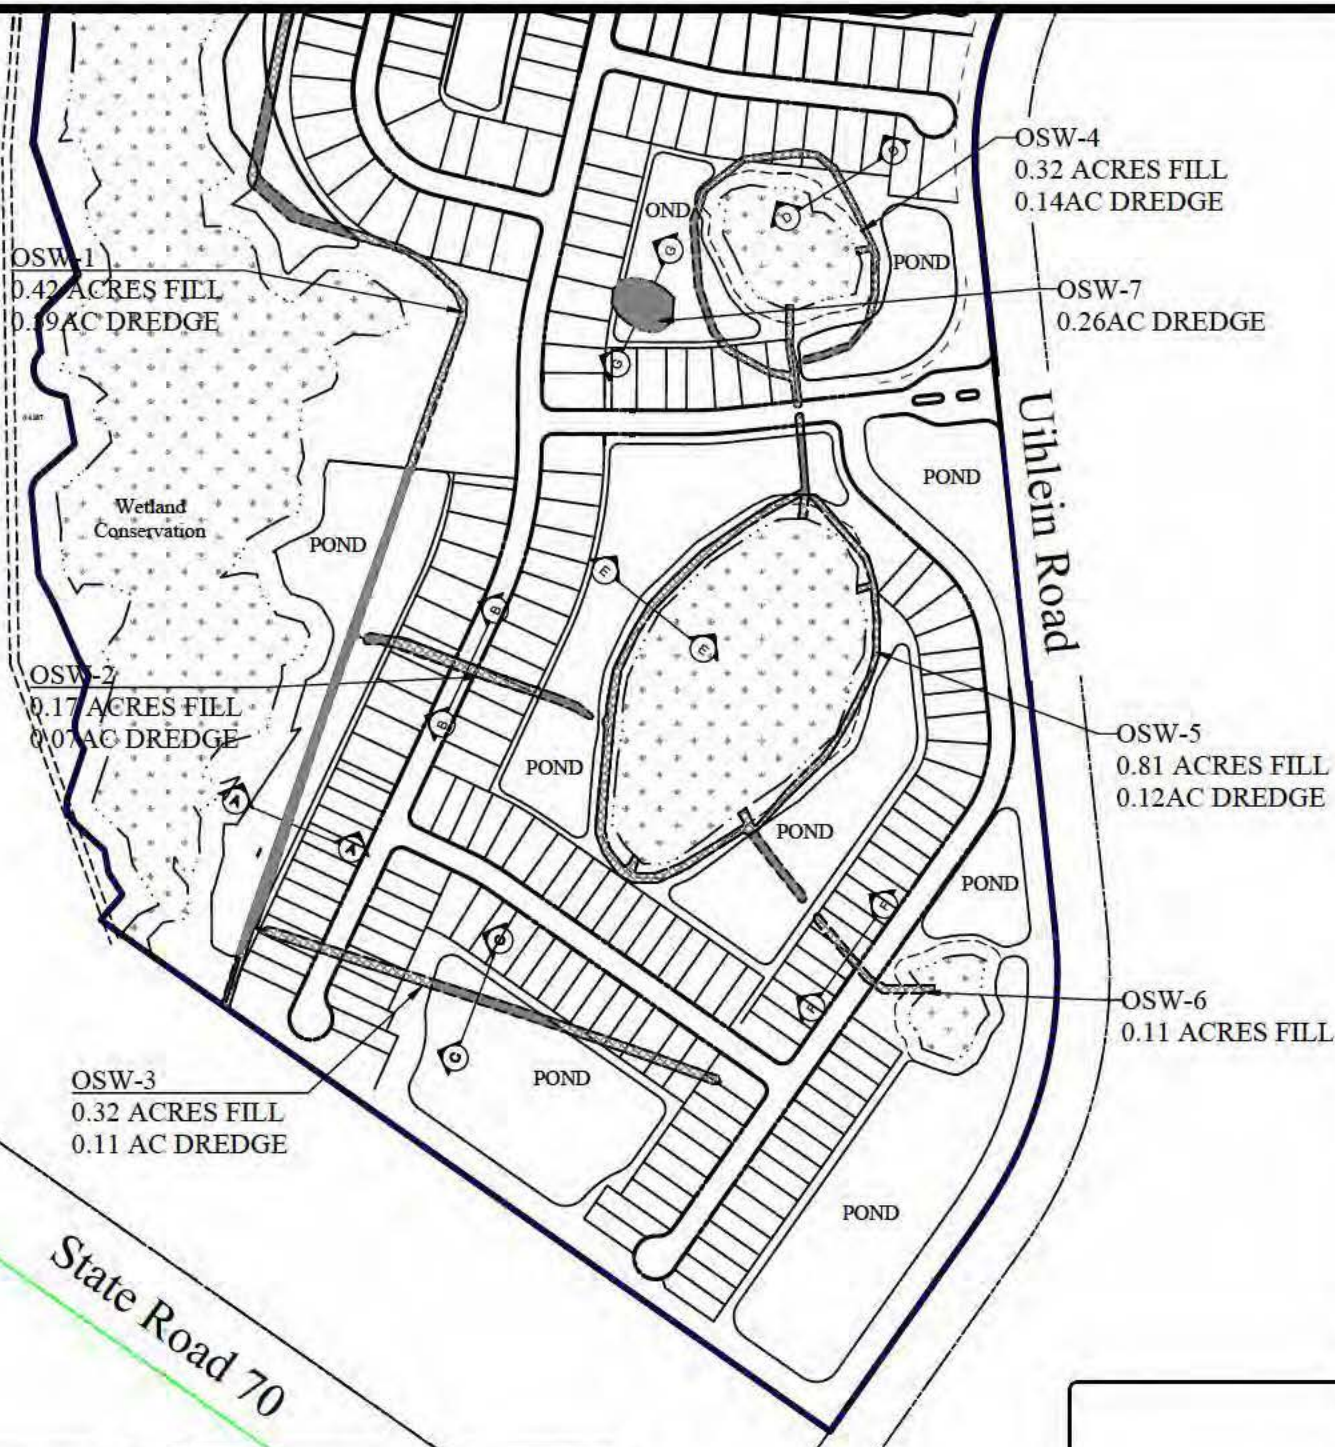 OSW-4
0.32 ACRES FILL
0.14AC DREDGE
D
D
OND
G
POND
OSW-1
0.42 ACRES FILL
AC DREDGE
OSW-7
0.26AC DREDGE
G
Uihlein Road
POND
Wetland
Conservation
POND
E
B
E
OSW-2
0.17 ACRES FILL
0.07AC DREDGE
B
OSW-5
0.81 ACRES FILL
0.12AC DREDGE
POND
A
POND
A
POND
F
C
OSW-6
0.11 ACRES FILL
F
C
OSW-3
0.32 ACRES FILL
0.11 AC DREDGE
POND
POND
State Road 70